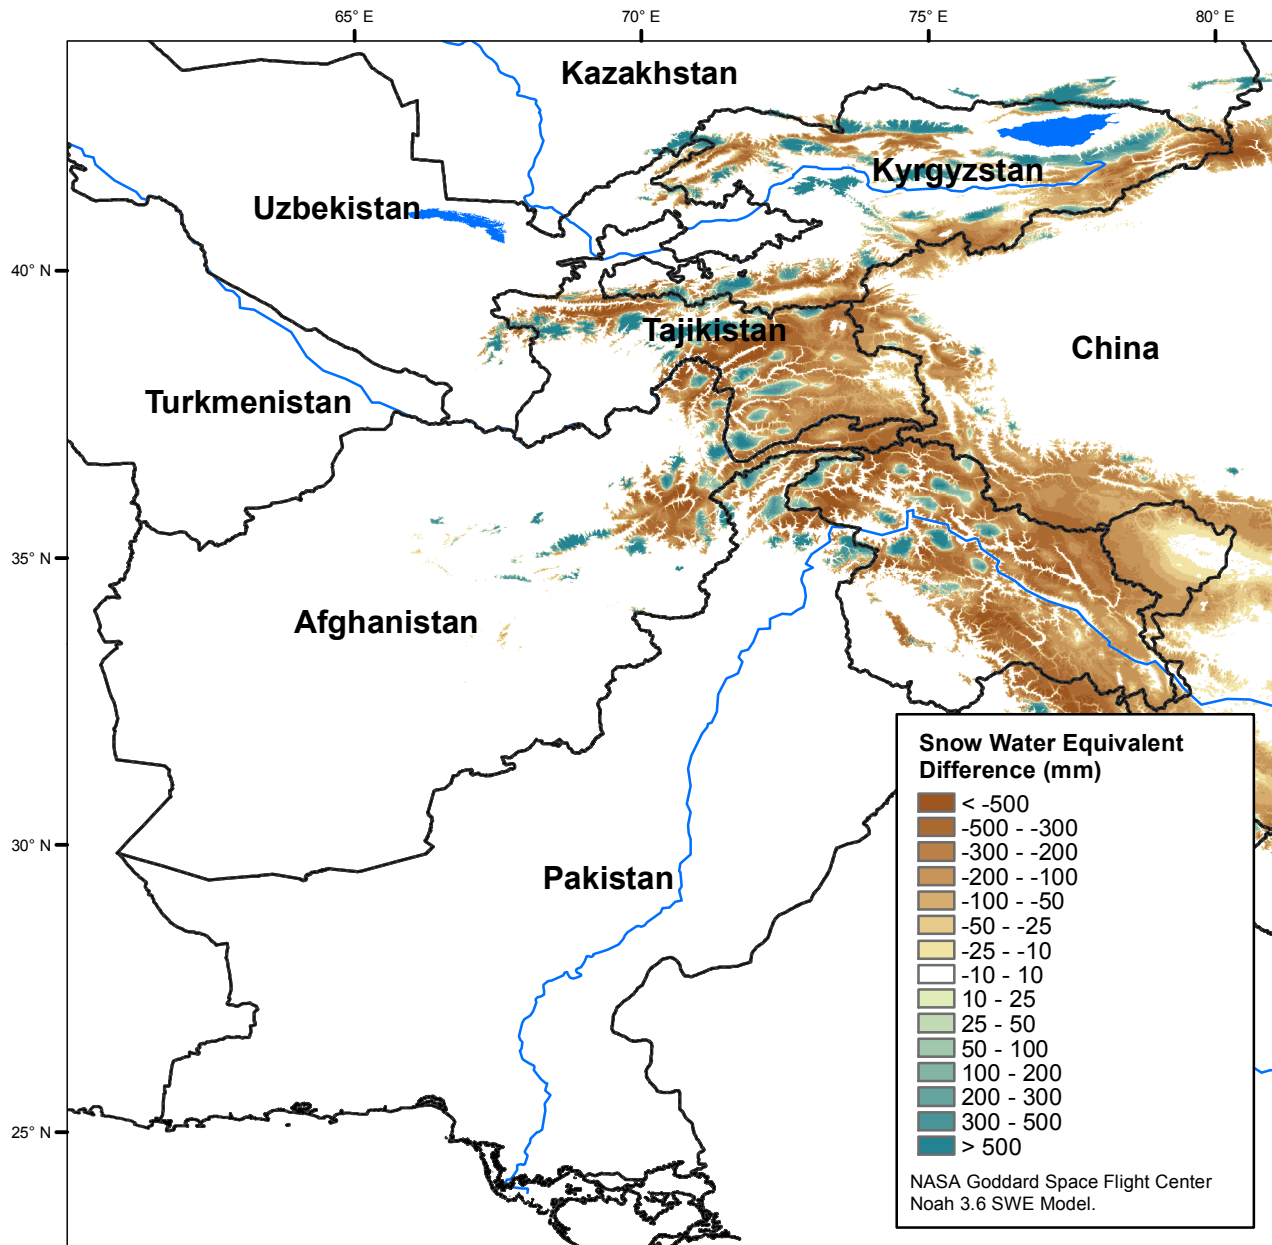 65° E
70° E
75° E
80° E
Kazakhstan
Kyrgyzstan
Uzbekistan
40° N
Tajikistan
China
Turkmenistan
35° N
Afghanistan
Snow Water Equivalent
Difference (mm)
< -500
-500 - -300
-300 - -200
-200 - -100
-100 - -50
-50 - -25
-25 - -10
-10 - 10
10 - 25
25 - 50
50 - 100
100 - 200
200 - 300
300 - 500
> 500
30° N
Pakistan
25° N
NASA Goddard Space Flight Center
Noah 3.6 SWE Model.